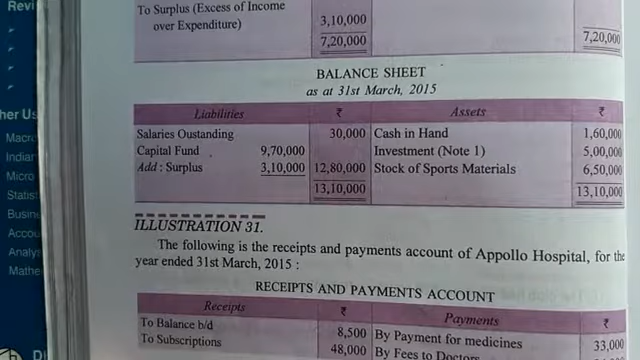 Revi
her Us
Macro
Indian
Micro
Statist
Busine
Accou
Analys
Mathe
To Surplus (Excess of Income
over Expenditure) 3,10,000
7,20,000 7,20,000
BALANCE SHEET
as at 31st March, 2015
Liabilities ₹ Assets ₹
Salaries Oustanding 30,000 Cash in Hand 1,60,000
Capital Fund 9,70,000 Investment (Note 1) 5,00,000
Add : Surplus 3,10,000 12,80,000 Stock of Sports Materials 6,50,000
13,10,000 13,10,000
ILLUSTRATION 31.
The following is the receipts and payments account of Appollo Hospital, for the
year ended 31st March, 2015 :
RECEIPTS AND PAYMENTS ACCOUNT
Receipts ₹ Payments ₹
To Balance b/d 8,500 By Payment for medicines 33,000
To Subscriptions 48,000 By Fees to Doctors